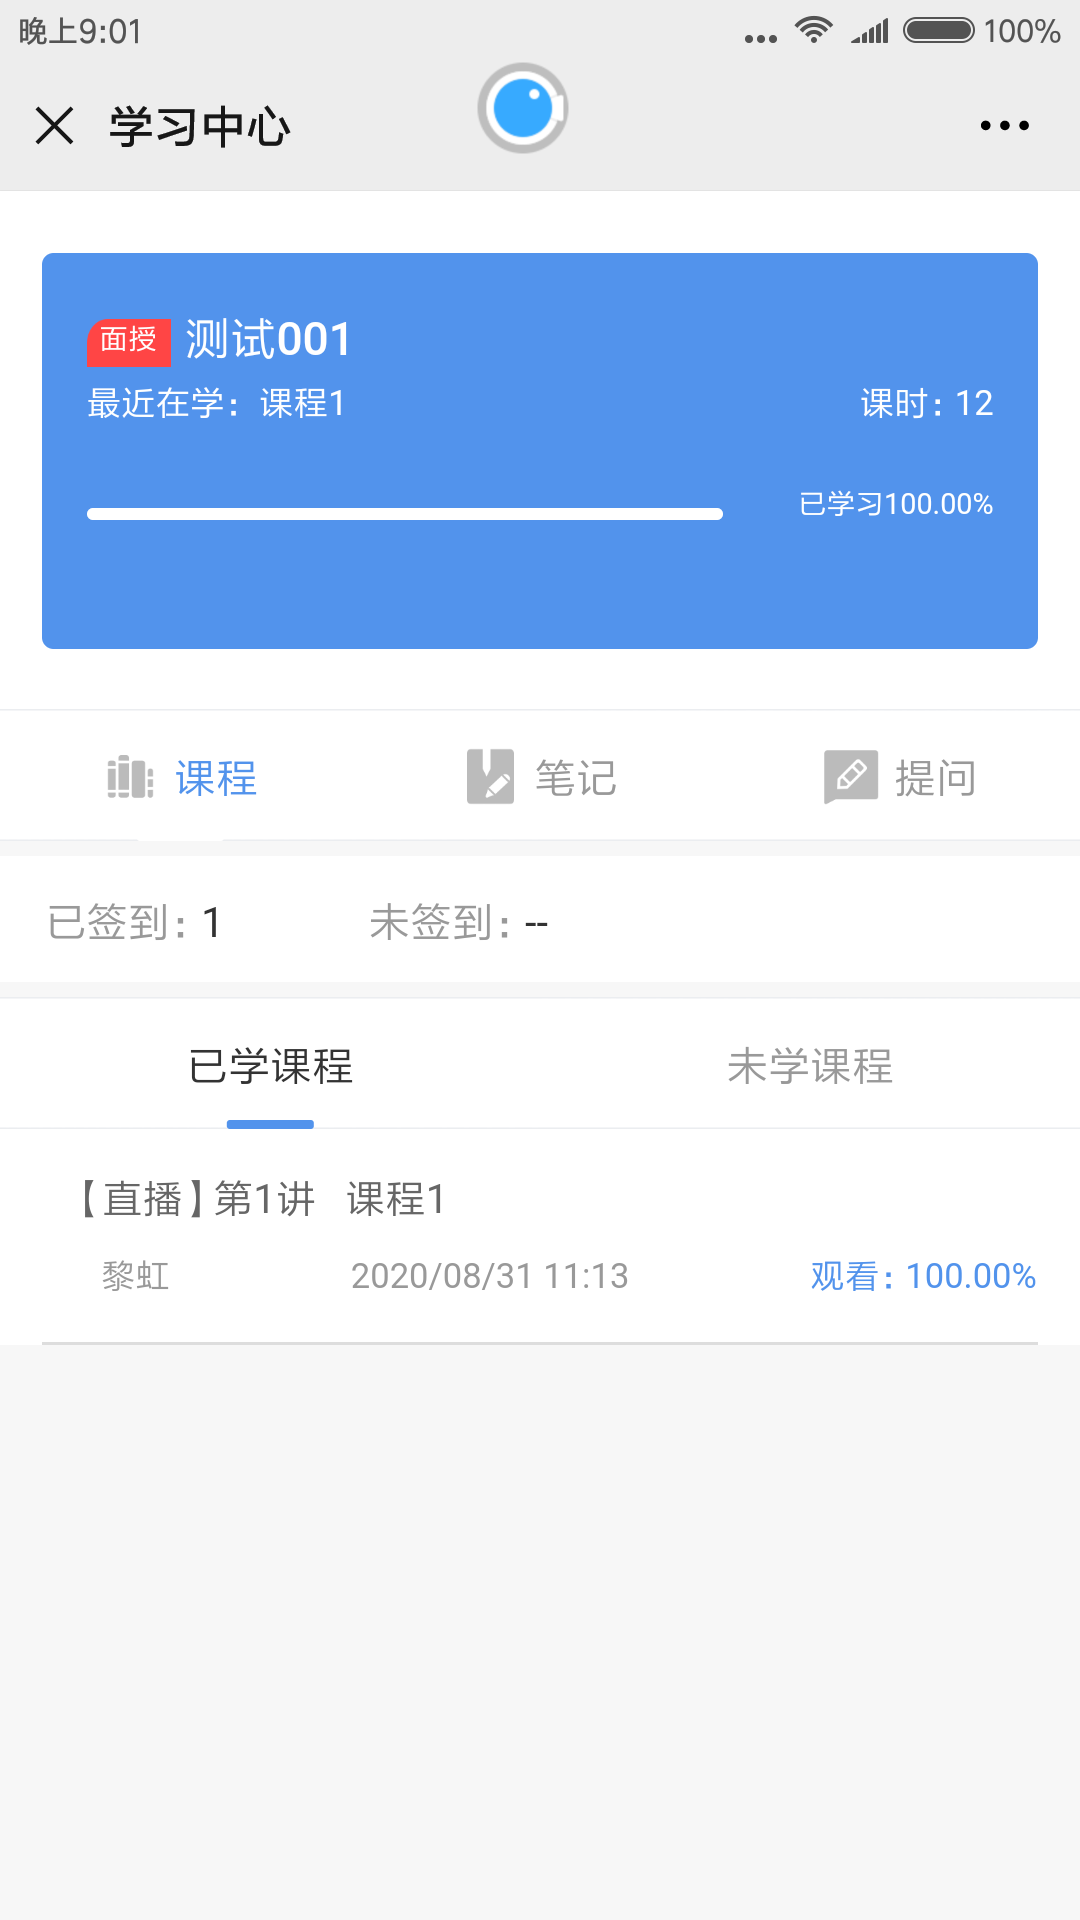 晚上9:01 100%
学习中心
面授 测试001
最近在学：课程1 课时：12
已学习100.00%
课程 笔记 提问
已签到：1 未签到：--
已学课程 未学课程
【直播】第1讲 课程1
黎虹 2020/08/31 11:13 观看：100.00%